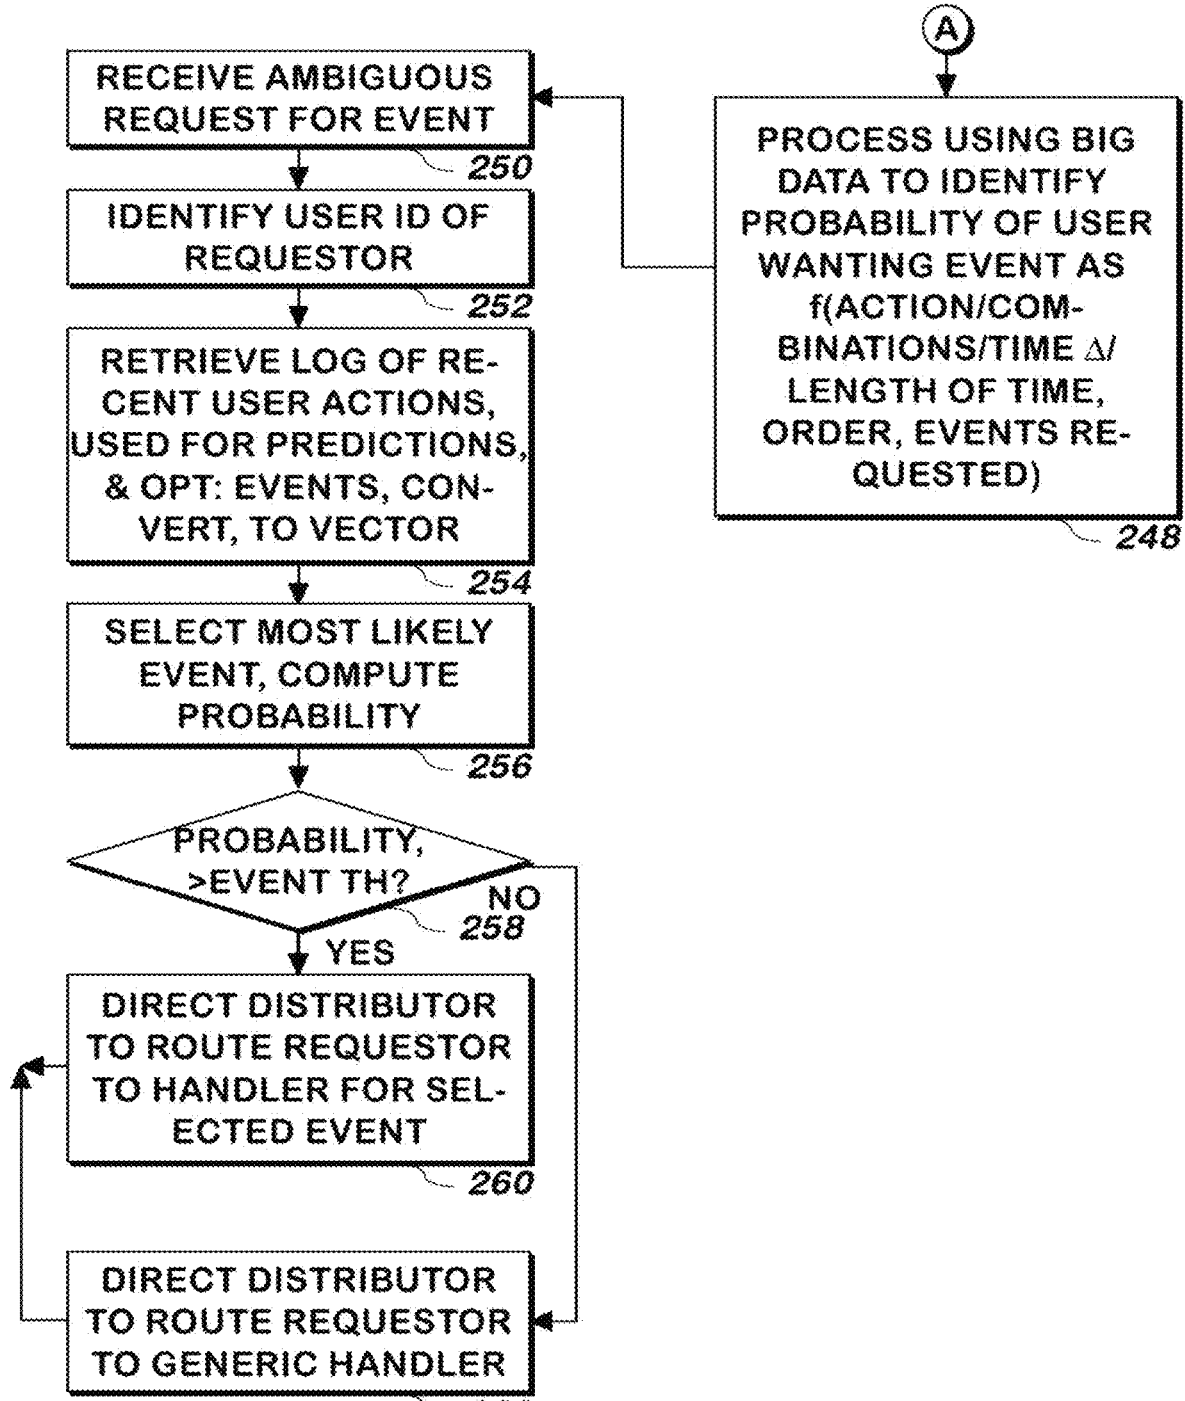 A
PROCESS USING BIG
DATA TO IDENTIFY
PROBABILITY OF USER
WANTING EVENT AS
f(ACTION/COM-
BINATIONS/TIME Δ/
LENGTH OF TIME,
ORDER, EVENTS RE-
QUESTED)
248
RECEIVE AMBIGUOUS
REQUEST FOR EVENT
250
IDENTIFY USER ID OF
REQUESTOR
252
RETRIEVE LOG OF RE-
CENT USER ACTIONS,
USED FOR PREDICTIONS,
& OPT: EVENTS, CON-
VERT, TO VECTOR
254
SELECT MOST LIKELY
EVENT, COMPUTE
PROBABILITY
256
PROBABILITY,
>EVENT TH?
NO
258
YES
DIRECT DISTRIBUTOR
TO ROUTE REQUESTOR
TO HANDLER FOR SEL-
ECTED EVENT
260
DIRECT DISTRIBUTOR
TO ROUTE REQUESTOR
TO GENERIC HANDLER